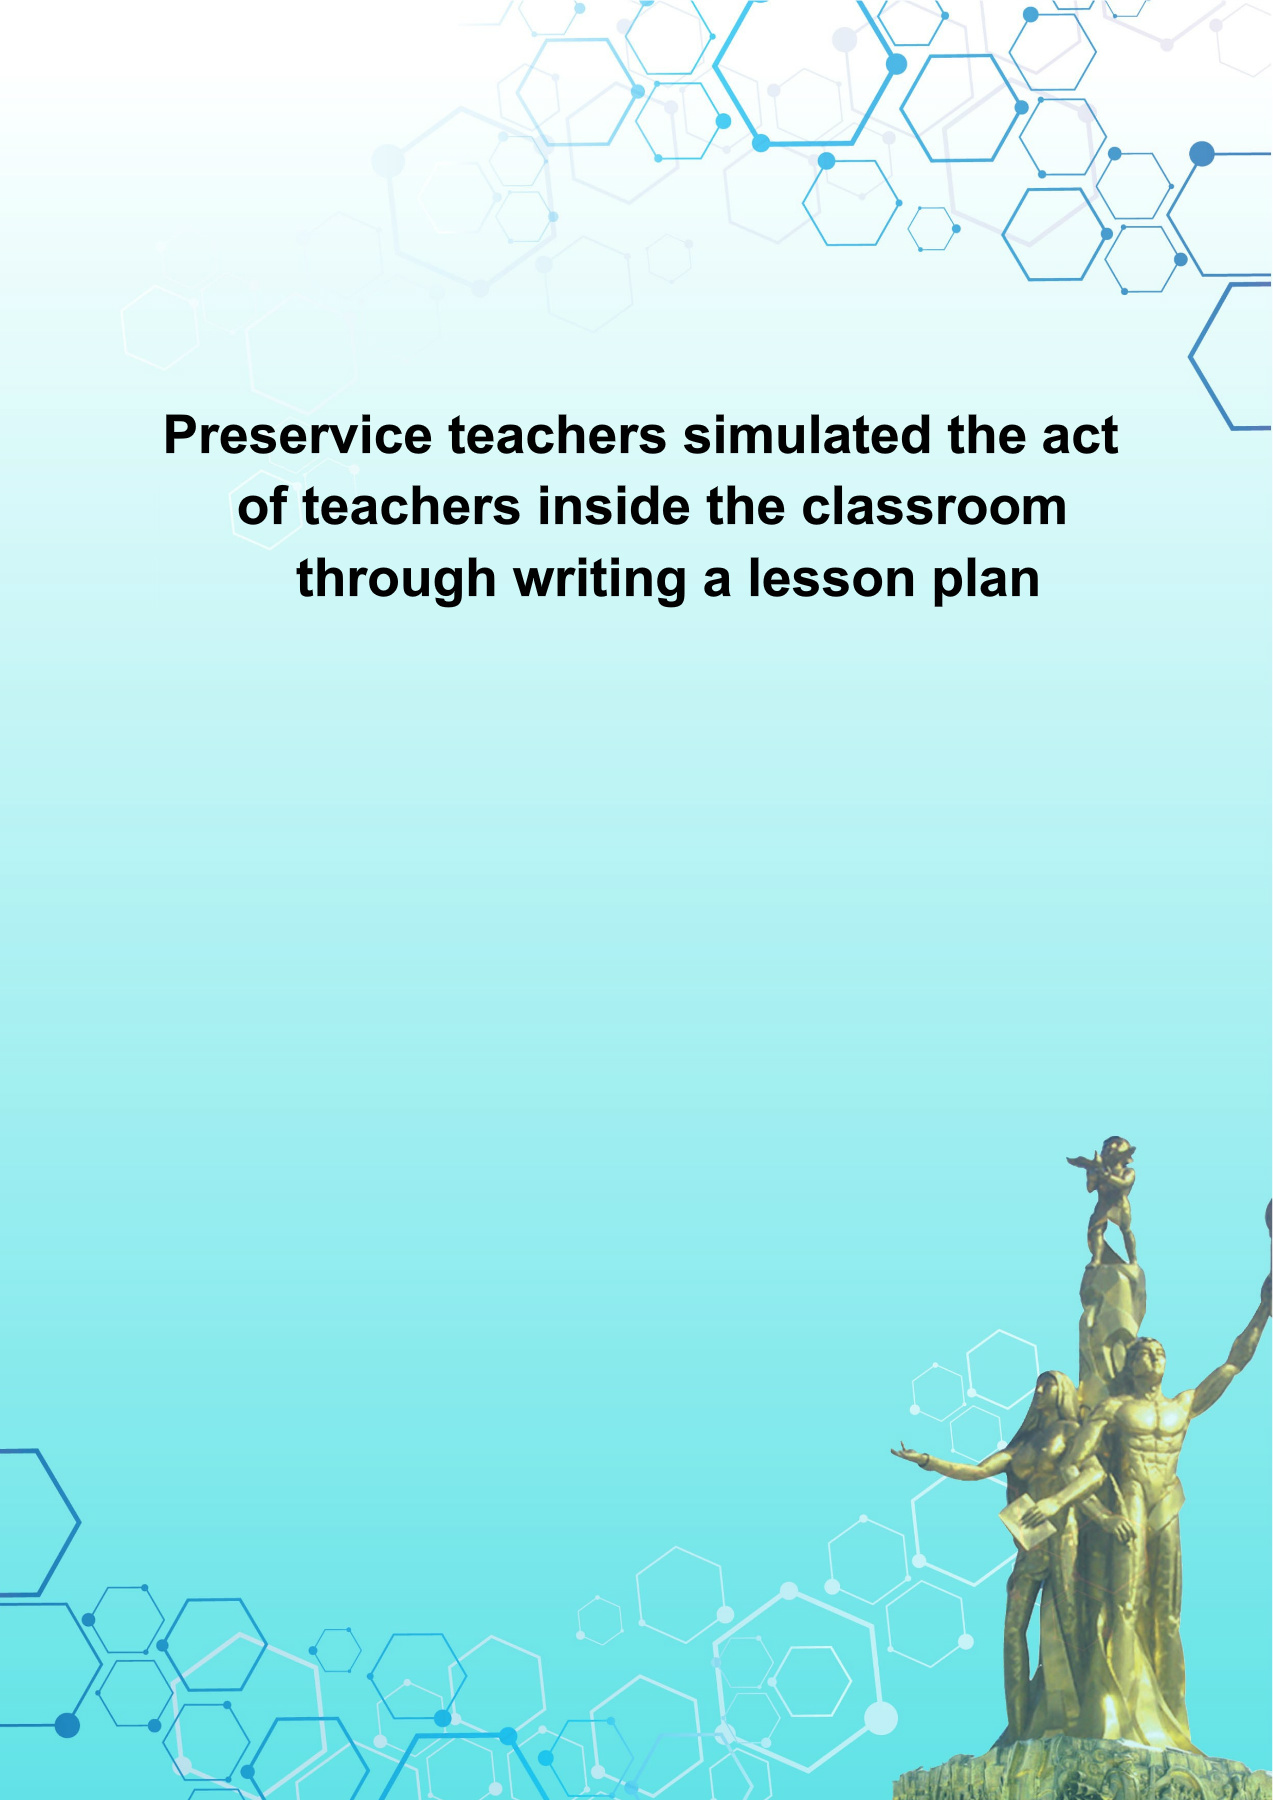 Preservice teachers simulated the act
of teachers inside the classroom
through writing a lesson plan